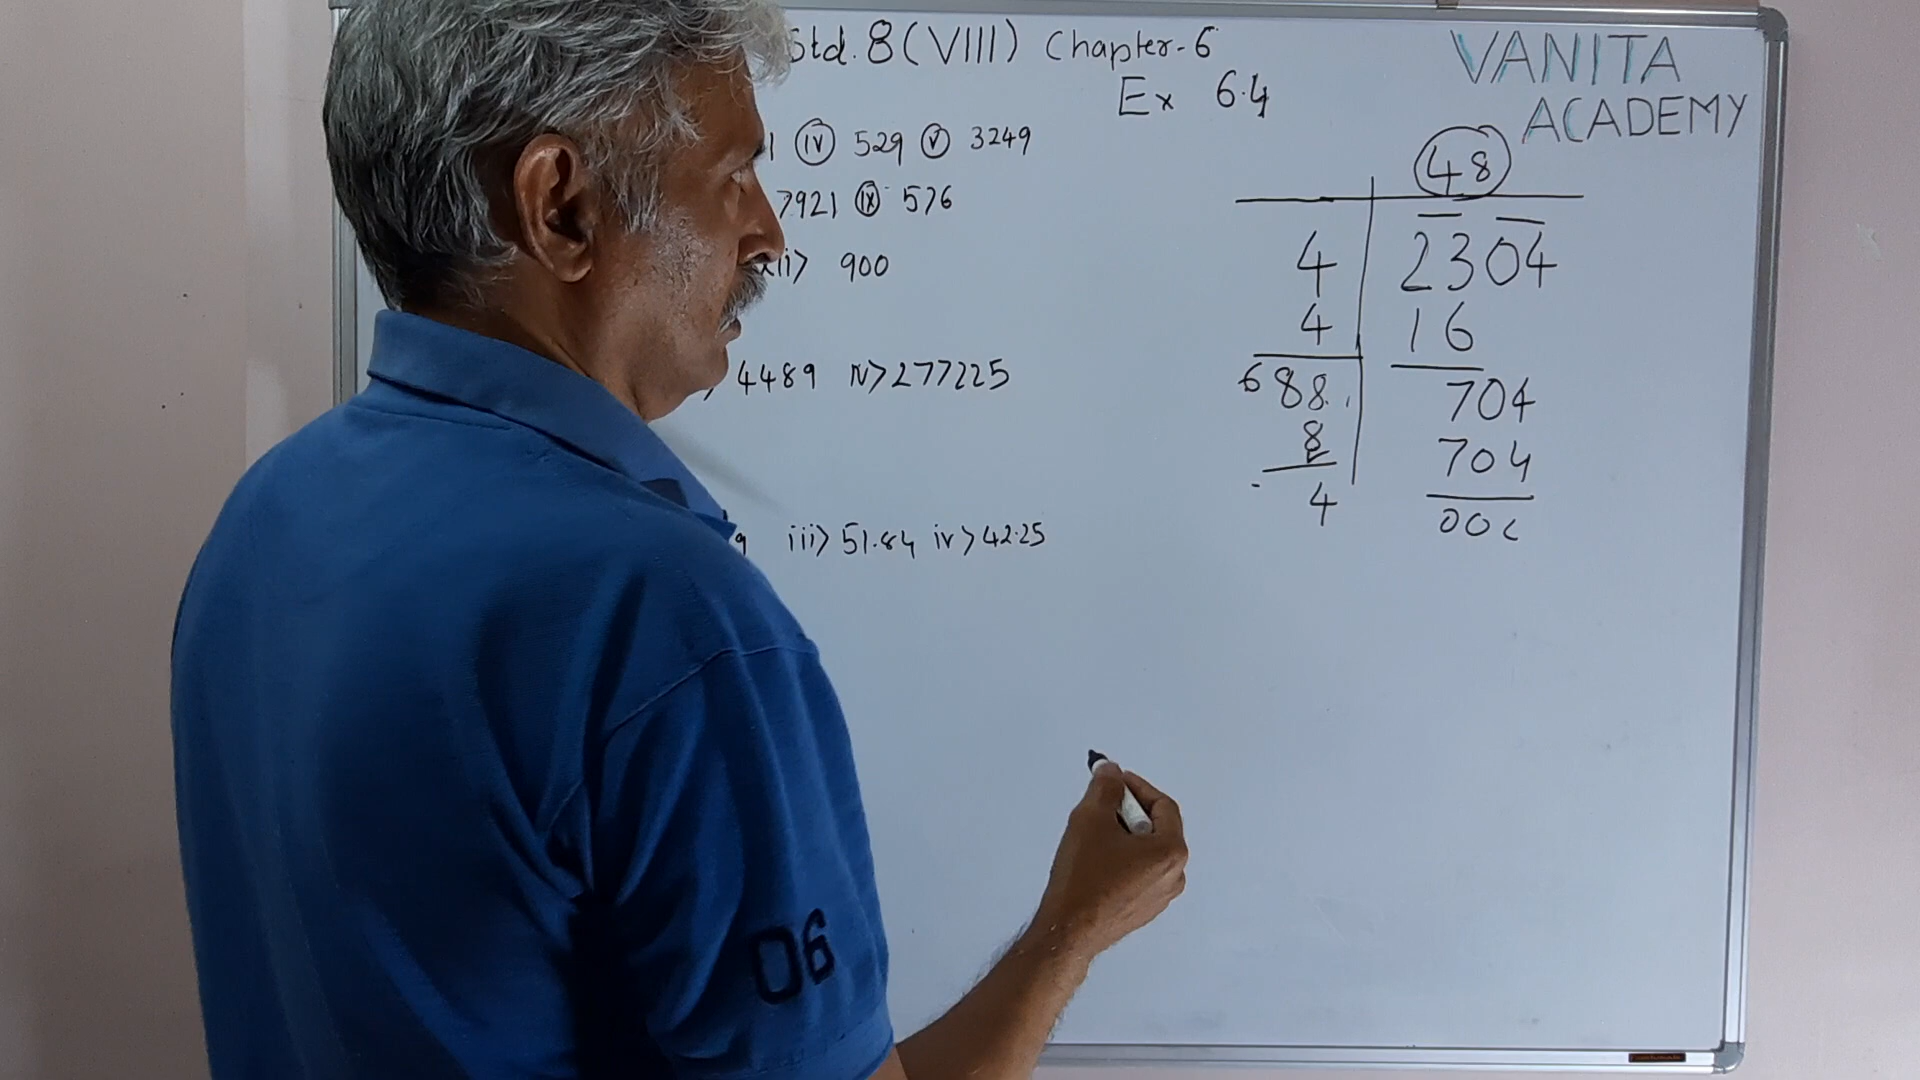 Std. 8 (VIII) Chapter-6
Ex 6.4
VANITA
ACADEMY
iv 529 v 3249
7921 ix 576
xii> 900
4489 iv> 277225
9 iii> 51.84 iv> 42.25
48
4 2304
4 16
688 704
8 704
4 000
06